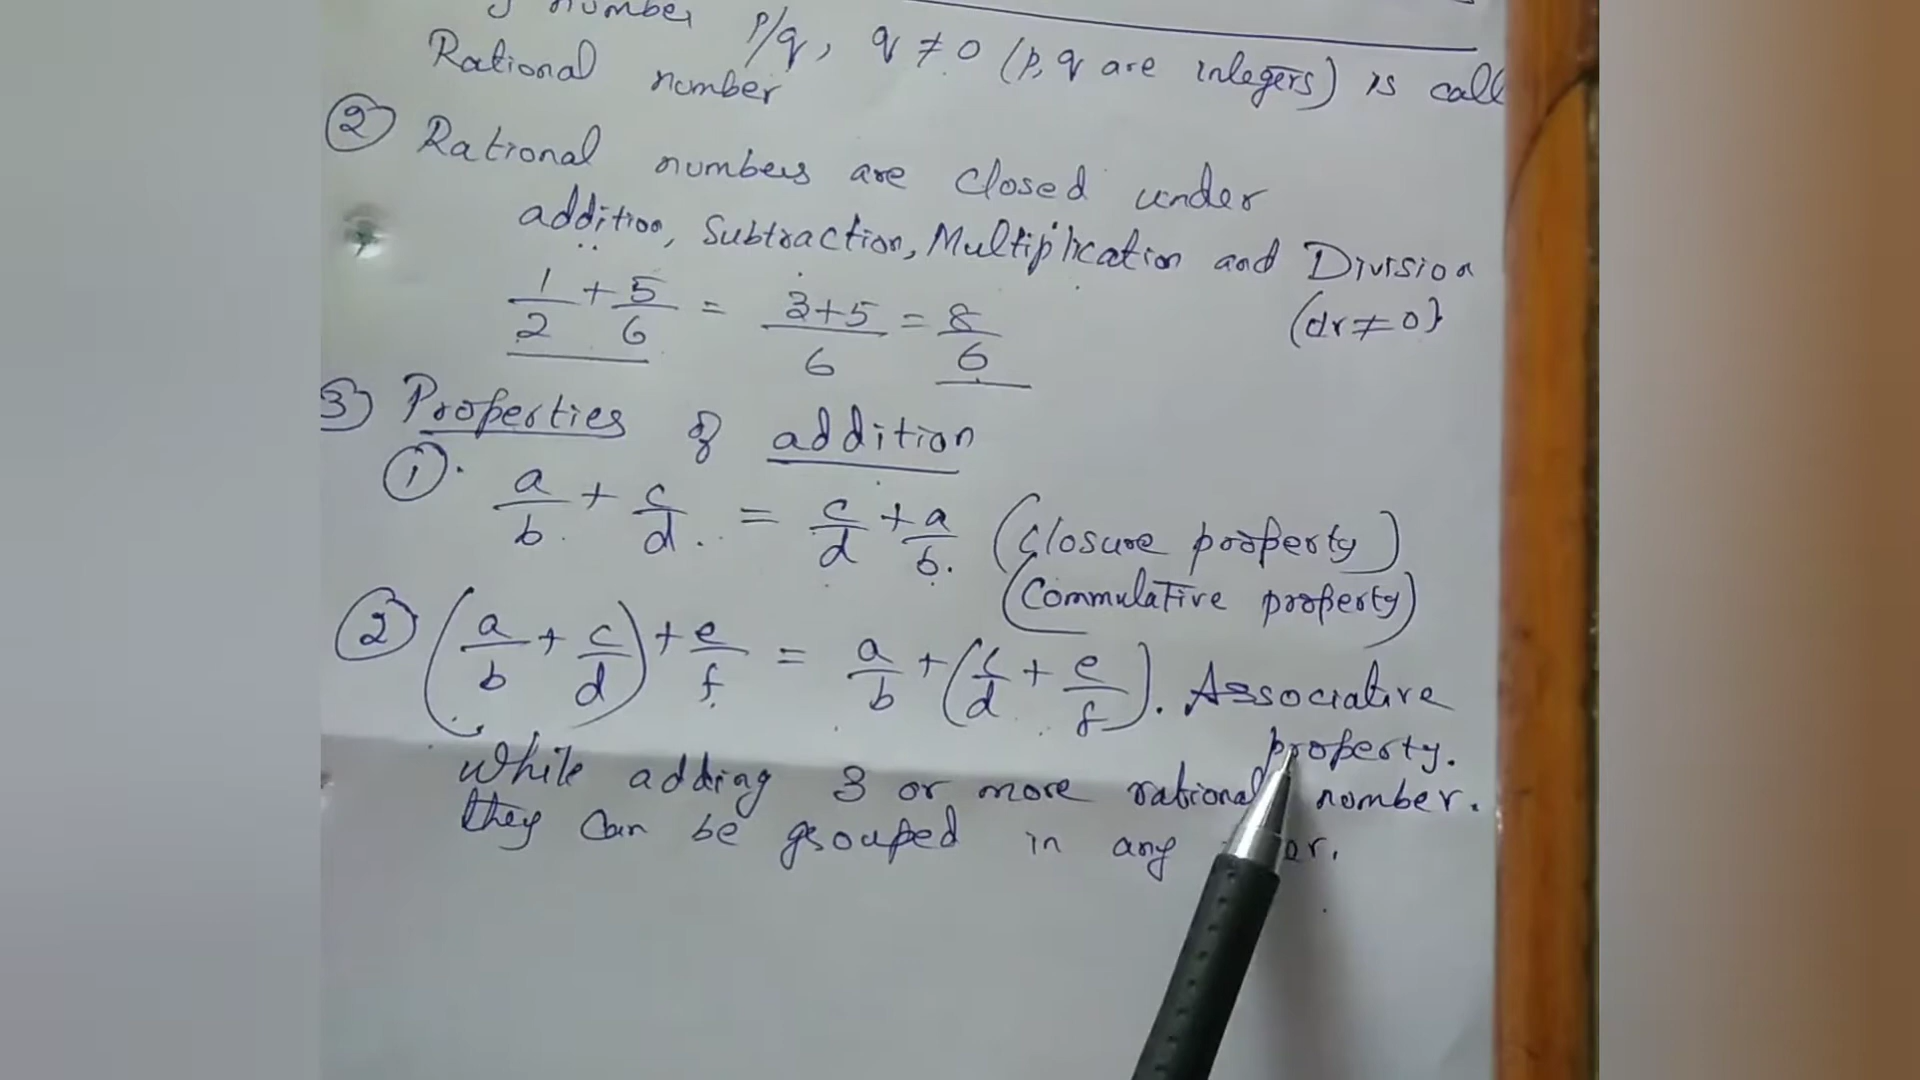 number p/q, q ≠ 0 (p, q are integers) is call
Rational number
② Rational numbers are closed under
addition, Subtraction, Multiplication and Division
(dr ≠ 0)
1/2 + 5/6 = 3+5/6 = 8/6
3) Properties of addition
① a/b + c/d = c/d + a/b (Closure property)
(Commulative property)
② (a/b + c/d) + e/f = a/b + (c/d + e/f). Associative
property.
While adding 3 or more rational number.
they can be grouped in any